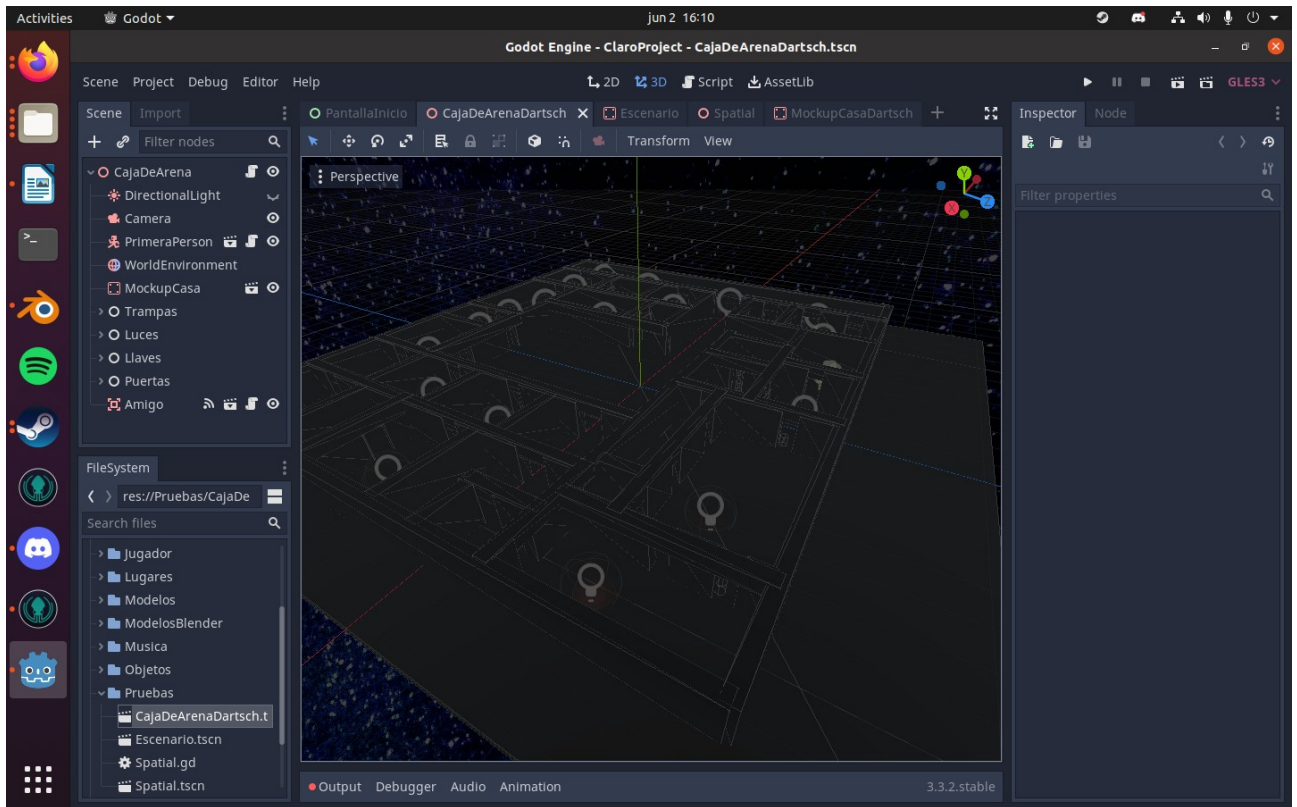 Activities Godot jun 2 16:10
Godot Engine - ClaroProject - CajaDeArenaDartsch.tscn
Scene Project Debug Editor Help 2D 3D Script AssetLib GLES3
Scene Import PantallaInicio CajaDeArenaDartsch Escenario Spatial MockupCasaDartsch Inspector Node
Filter nodes Transform View
CajaDeArena
Perspective
Y
Z
X
DirectionalLight
Filter properties
Camera
PrimeraPerson
WorldEnvironment
MockupCasa
Trampas
Luces
Llaves
Puertas
Amigo
FileSystem
res://Pruebas/CajaDe
Search files
Jugador
Lugares
Modelos
ModelosBlender
Musica
Objetos
Pruebas
CajaDeArenaDartsch.t
Escenario.tscn
Spatial.gd
Spatial.tscn
Output Debugger Audio Animation 3.3.2.stable